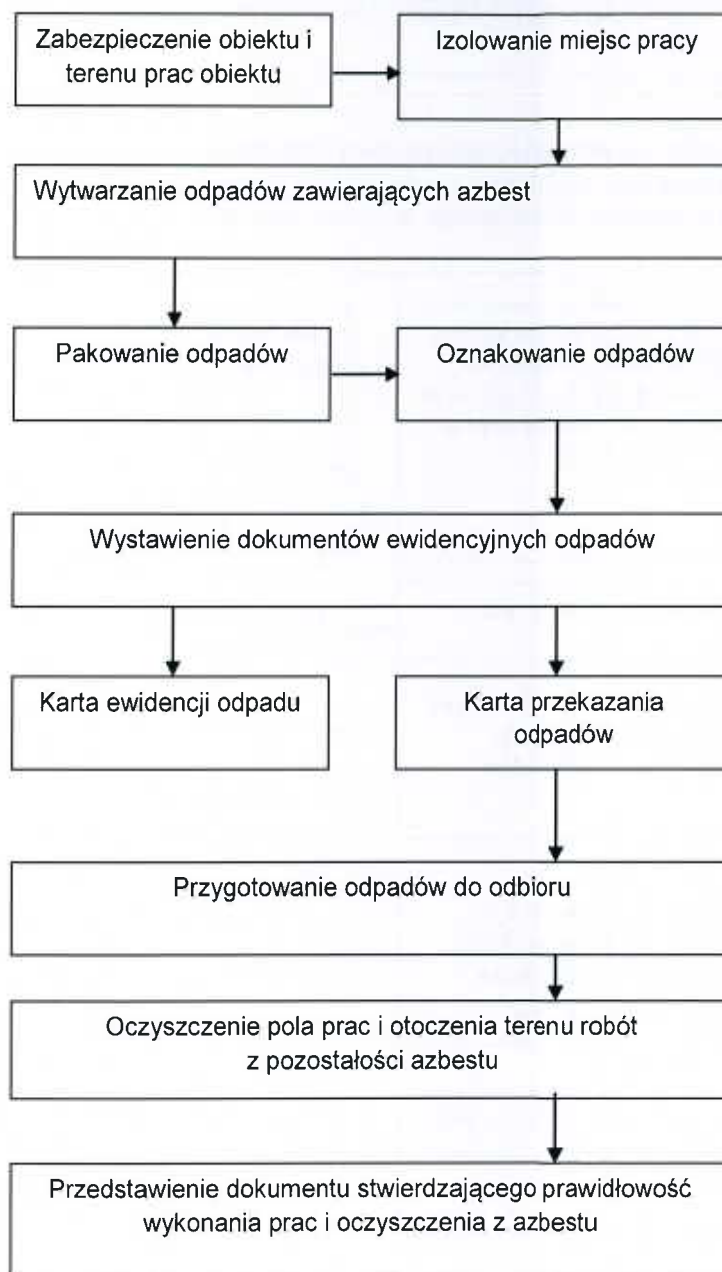 Zabezpieczenie obiektu i
terenu prac obiektu
Izolowanie miejsc pracy
Wytwarzanie odpadów zawierających azbest
Pakowanie odpadów
Oznakowanie odpadów
Wystawienie dokumentów ewidencyjnych odpadów
Karta ewidencji odpadu
Karta przekazania
odpadów
Przygotowanie odpadów do odbioru
Oczyszczenie pola prac i otoczenia terenu robót
z pozostałości azbestu
Przedstawienie dokumentu stwierdzającego prawidłowość
wykonania prac i oczyszczenia z azbestu